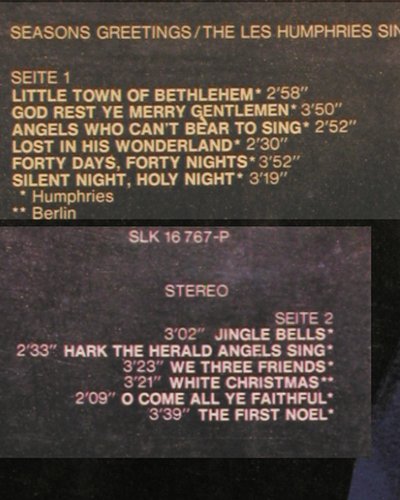 SEASONS GREETINGS/THE LES HUMPHRIES SIN
SEITE 1
LITTLE TOWN OF BETHLEHEM* 2'58"
GOD REST YE MERRY GENTLEMEN* 3'50"
ANGELS WHO CAN'T BEAR TO SING* 2'52"
LOST IN HIS WONDERLAND* 2'30"
FORTY DAYS, FORTY NIGHTS* 3'52"
SILENT NIGHT, HOLY NIGHT* 3'19"
* Humphries
** Berlin
SLK 16 767-P
STEREO
SEITE 2
3'02" JINGLE BELLS*
2'33" HARK THE HERALD ANGELS SING*
3'23" WE THREE FRIENDS*
3'21" WHITE CHRISTMAS**
2'09" O COME ALL YE FAITHFUL*
3'39" THE FIRST NOEL*